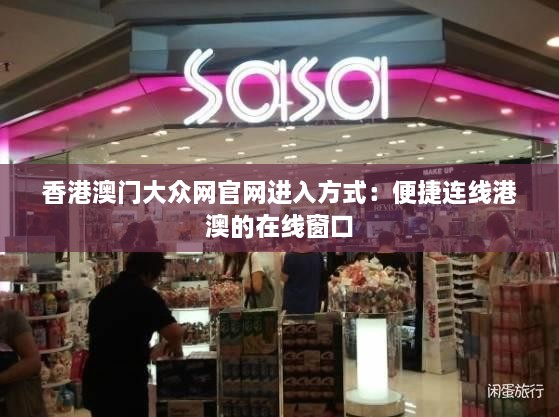 sasa
MAKE UP
REVLON
香港澳门大众网官网进入方式：便捷连线港
澳的在线窗口
闲蛋旅行